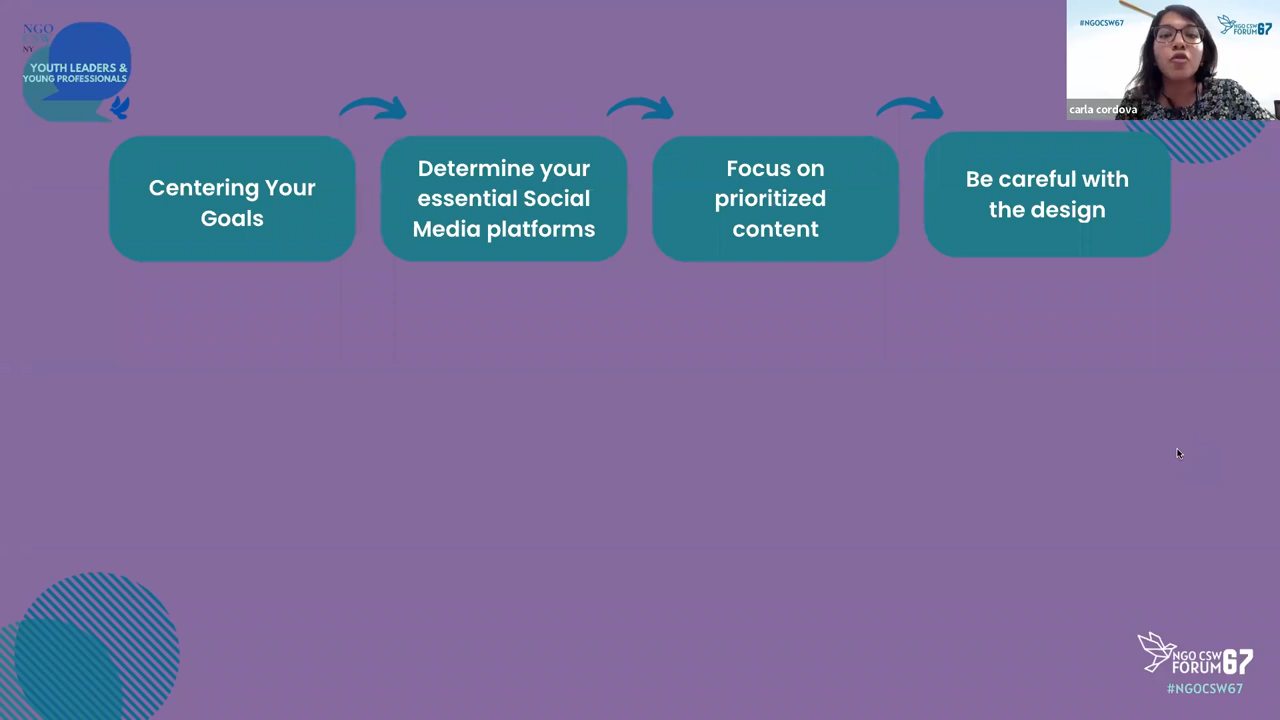 NGO
CSW
NY
YOUTH LEADERS &
YOUNG PROFESSIONALS
Centering Your
Goals
Determine your
essential Social
Media platforms
Focus on
prioritized
content
Be careful with
the design
#NGOCSW67
NGO CSW
FORUM67
carla cordova
NGO CSW
FORUM67
#NGOCSW67